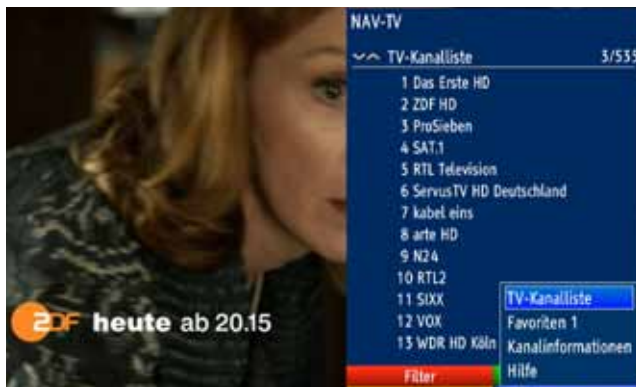 NAV-TV
TV-Kanalliste 3/535
1 Das Erste HD
2 ZDF HD
3 ProSieben
4 SAT.1
5 RTL Television
6 ServusTV HD Deutschland
7 kabel eins
8 arte HD
9 N24
10 RTL2
11 SIXX
12 VOX
13 WDR HD Köln
TV-Kanalliste
Favoriten 1
Kanalinformationen
Hilfe
Filter
ZDF heute ab 20.15